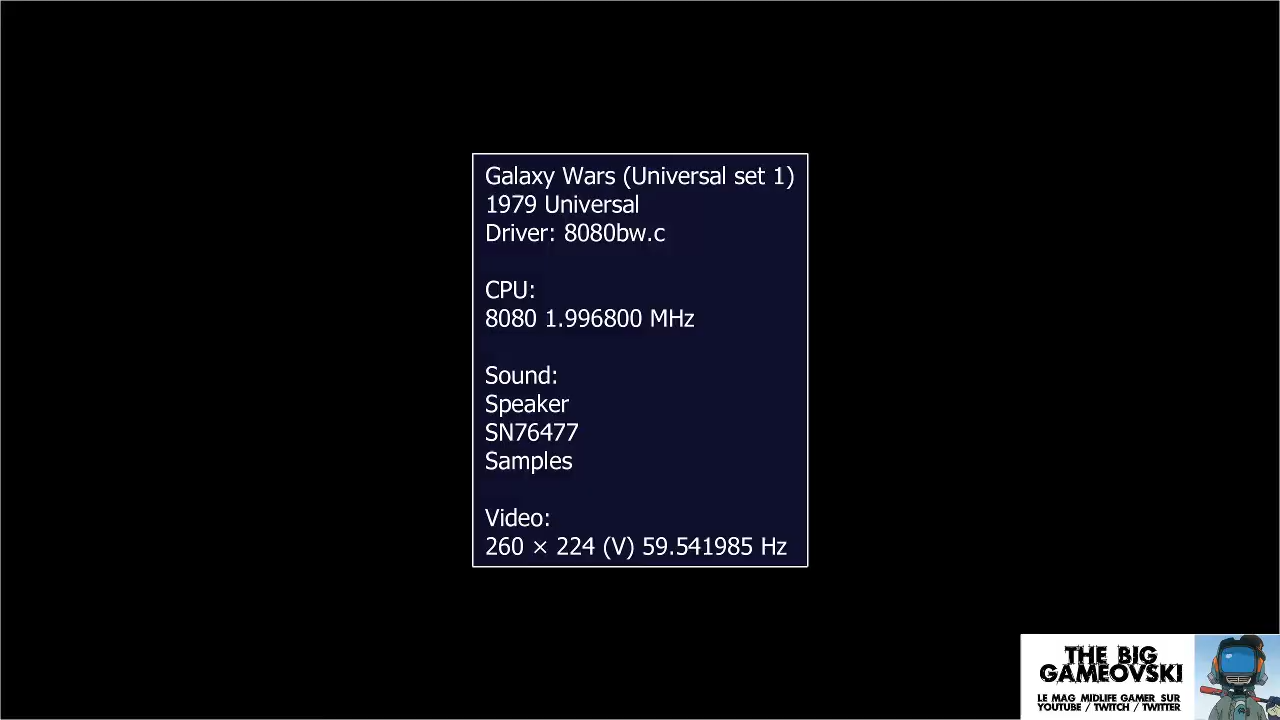 Galaxy Wars (Universal set 1)
1979 Universal
Driver: 8080bw.c
CPU:
8080 1.996800 MHz
Sound:
Speaker
SN76477
Samples
Video:
260 × 224 (V) 59.541985 Hz
THE BIG
GAMEOVSKI
LE MAG MIDLIFE GAMER SUR
YOUTUBE / TWITCH / TWITTER